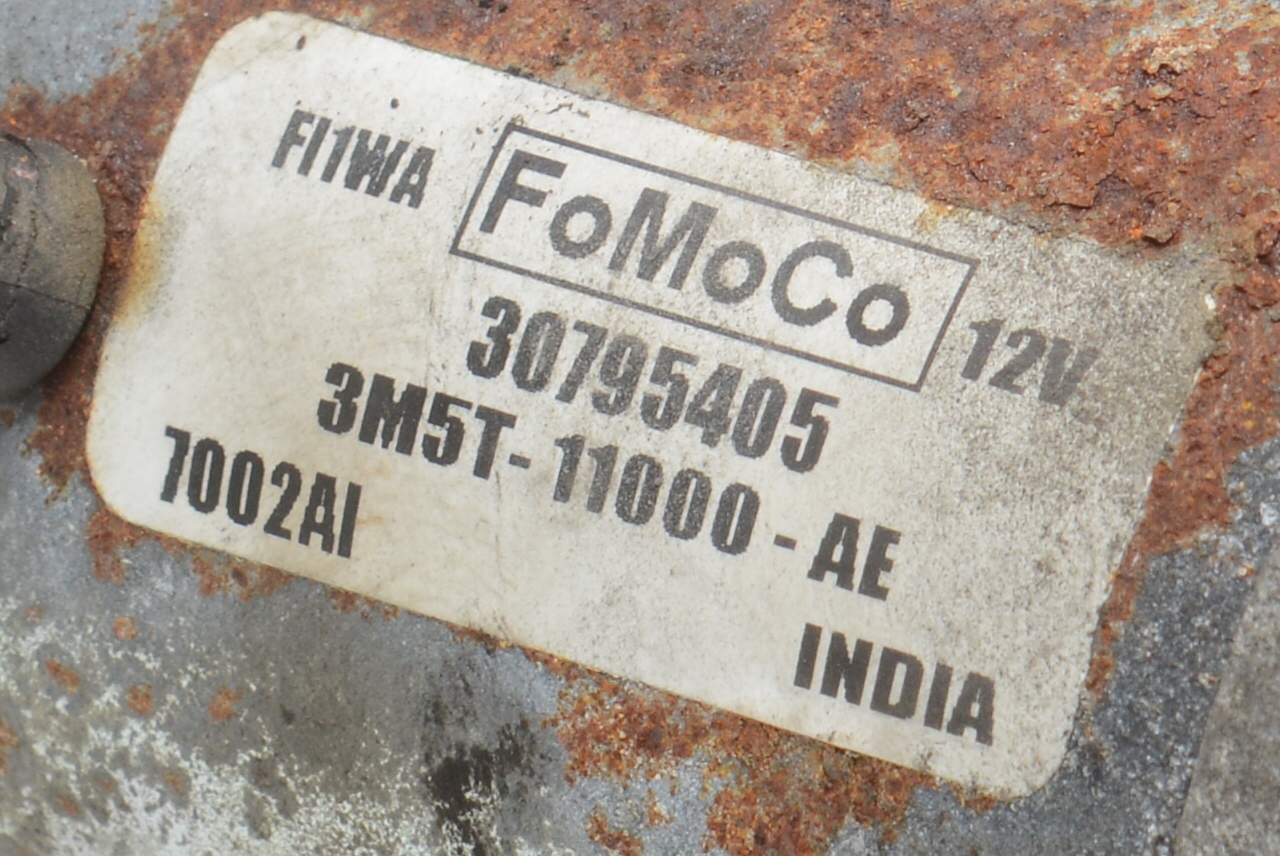 FI1WA FoMoCo 12V
30795405
3M5T-11000-AE
7002AI
INDIA